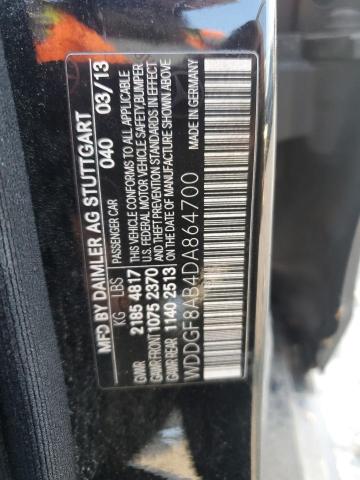 MFD BY DAIMLER AG STUTTGART
PASSENGER CAR 040 03/13
KG LBS
GVWR 2185 4817
GAWR FRONT 1075 2370
GAWR REAR 1140 2513
THIS VEHICLE CONFORMS TO ALL APPLICABLE
U.S. FEDERAL MOTOR VEHICLE SAFETY, BUMPER
AND THEFT PREVENTION STANDARDS IN EFFECT
ON THE DATE OF MANUFACTURE SHOWN ABOVE
WDDGF8AB4DA864700
MADE IN GERMANY